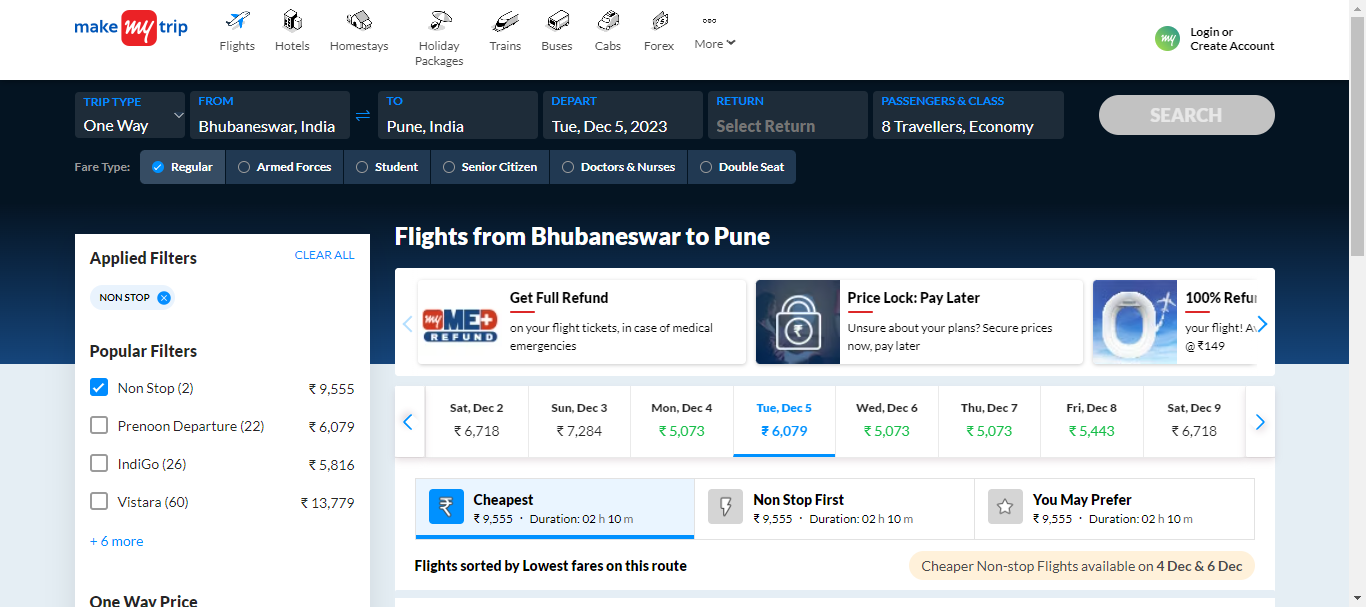 make my trip
Flights
Hotels
Homestays
Holiday
Packages
Trains
Buses
Cabs
Forex
More
my
Login or
Create Account
TRIP TYPE
One Way
FROM
Bhubaneswar, India
TO
Pune, India
DEPART
Tue, Dec 5, 2023
RETURN
Select Return
PASSENGERS & CLASS
8 Travellers, Economy
SEARCH
Fare Type:
Regular
Armed Forces
Student
Senior Citizen
Doctors & Nurses
Double Seat
Applied Filters
CLEAR ALL
NON STOP
Popular Filters
Non Stop (2) ₹ 9,555
Prenoon Departure (22) ₹ 6,079
IndiGo (26) ₹ 5,816
Vistara (60) ₹ 13,779
+ 6 more
One Way Price
Flights from Bhubaneswar to Pune
my ME+
REFUND
Get Full Refund
on your flight tickets, in case of medical
emergencies
₹
Price Lock: Pay Later
Unsure about your plans? Secure prices
now, pay later
100% Refu
your flight! A
@ ₹149
Sat, Dec 2
₹ 6,718
Sun, Dec 3
₹ 7,284
Mon, Dec 4
₹ 5,073
Tue, Dec 5
₹ 6,079
Wed, Dec 6
₹ 5,073
Thu, Dec 7
₹ 5,073
Fri, Dec 8
₹ 5,443
Sat, Dec 9
₹ 6,718
₹
Cheapest
₹ 9,555 · Duration: 02 h 10 m
Non Stop First
₹ 9,555 · Duration: 02 h 10 m
You May Prefer
₹ 9,555 · Duration: 02 h 10 m
Flights sorted by Lowest fares on this route
Cheaper Non-stop Flights available on 4 Dec & 6 Dec